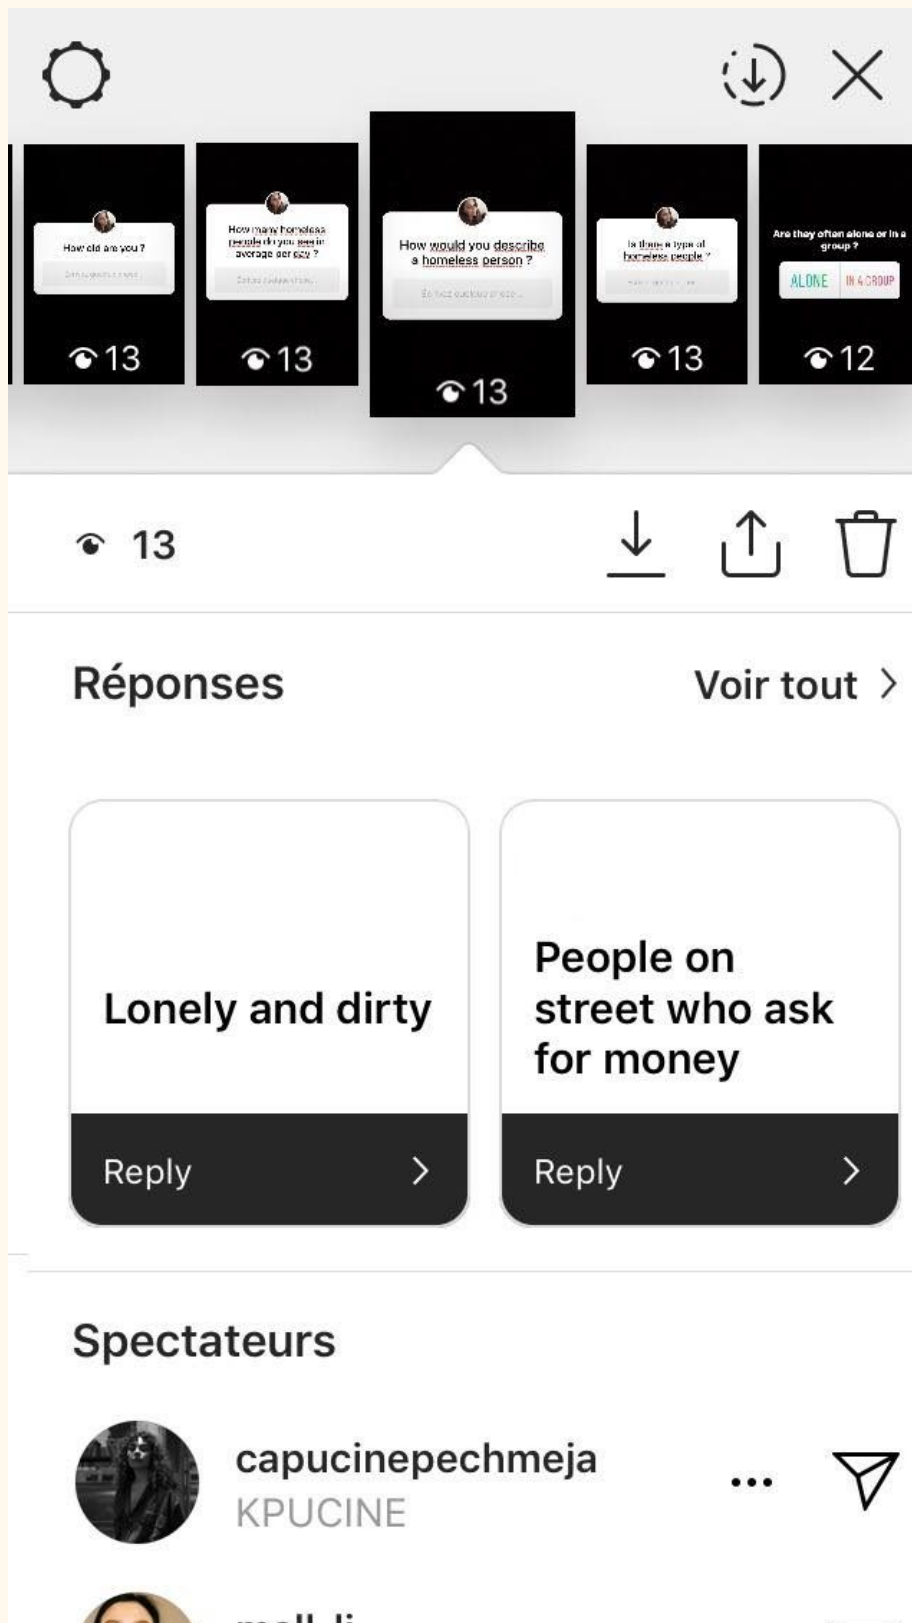 How old are you ?
13
How many homeless
people do you see in
average per day ?
13
How would you describe
a homeless person ?
Écrivez quelque chose...
13
Is there a type of
homeless people ?
13
Are they often alone or in a
group ?
ALONE
IN A GROUP
12
13
Réponses
Voir tout
Lonely and dirty
Reply
People on
street who ask
for money
Reply
Spectateurs
capucinepechmeja
KPUCINE